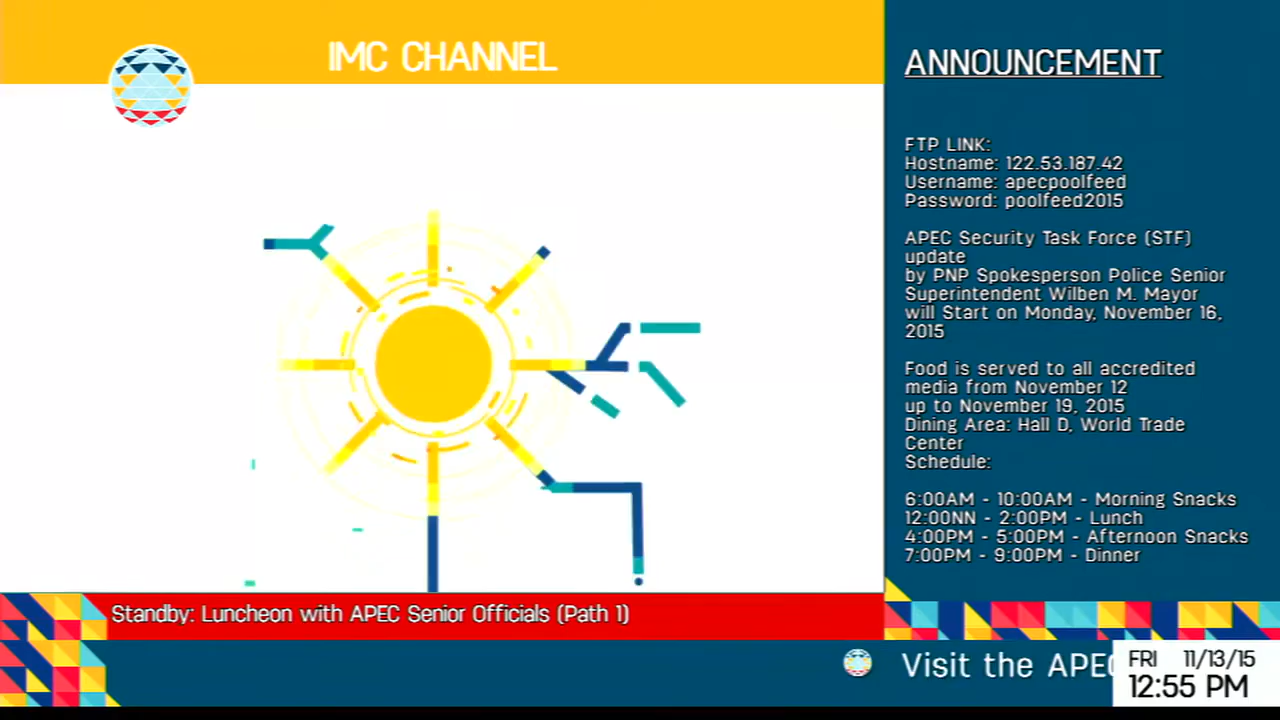 IMC CHANNEL
ANNOUNCEMENT
FTP LINK:
Hostname: 122.53.187.42
Username: apecpoolfeed
Password: poolfeed2015
APEC Security Task Force (STF)
update
by PNP Spokesperson Police Senior
Superintendent Wilben M. Mayor
will Start on Monday, November 16,
2015
Food is served to all accredited
media from November 12
up to November 19, 2015
Dining Area: Hall D, World Trade
Center
Schedule:
6:00AM - 10:00AM - Morning Snacks
12:00NN - 2:00PM - Lunch
4:00PM - 5:00PM - Afternoon Snacks
7:00PM - 9:00PM - Dinner
Standby: Luncheon with APEC Senior Officials (Path 1)
Visit the APEC
FRI 11/13/15
12:55 PM